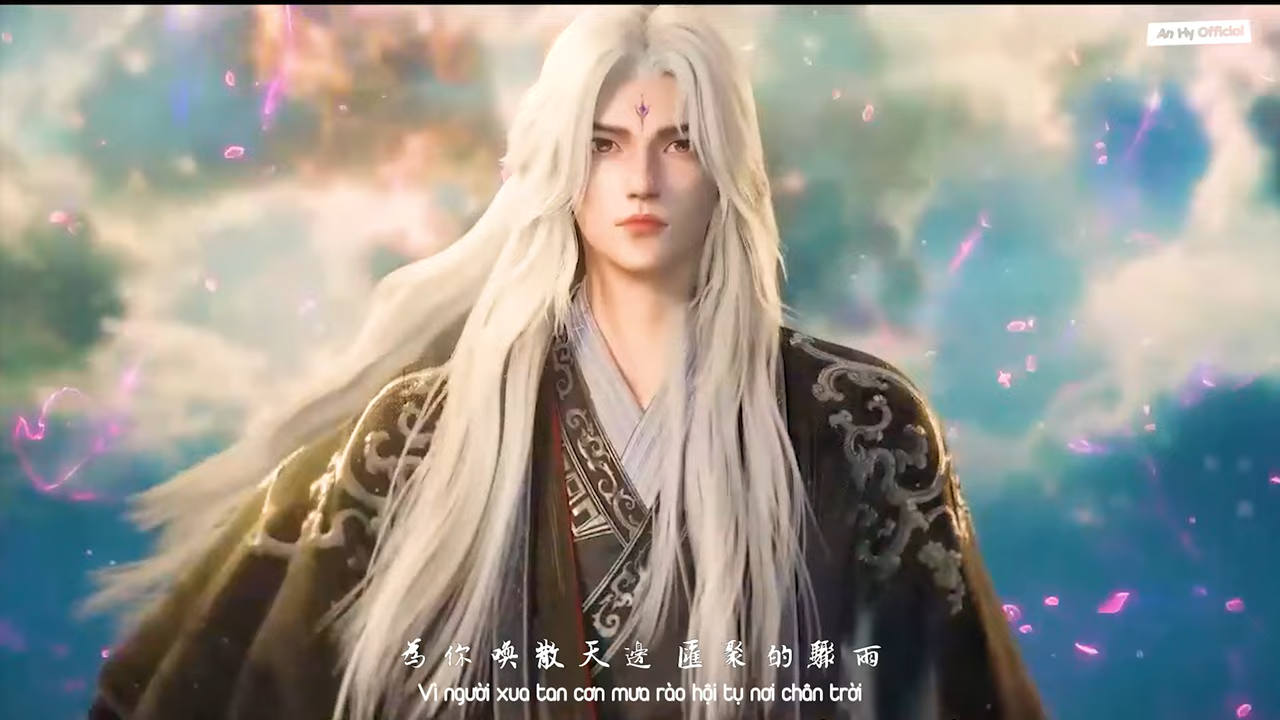 An Hy Official
為你喚散天邊 匯聚的驟雨
Vì người xua tan cơn mưa rào hội tụ nơi chân trời